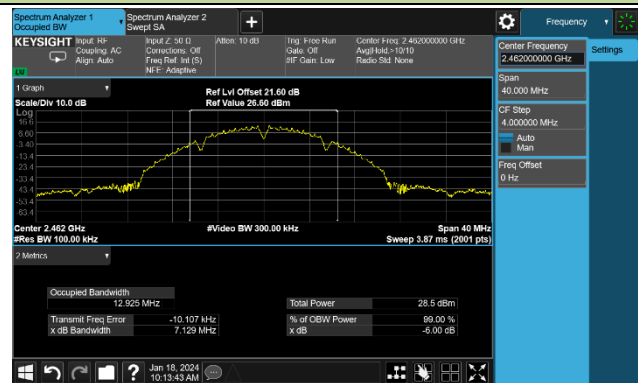 Spectrum Analyzer 1
Occupied BW
Spectrum Analyzer 2
Swept SA
Frequency
KEYSIGHT
Input: RF
Coupling: AC
Align: Auto
Input Z: 50 Ω
Corrections: Off
Freq Ref: Int (S)
NFE: Adaptive
Atten: 10 dB
Trig: Free Run
Gate: Off
#IF Gain: Low
Center Freq: 2.462000000 GHz
Avg|Hold:>10/10
Radio Std: None
Center Frequency
2.462000000 GHz
Settings
Span
40.000 MHz
CF Step
4.000000 MHz
Auto
Man
Freq Offset
0 Hz
1 Graph
Scale/Div 10.0 dB
Ref Lvl Offset 21.60 dB
Ref Value 26.60 dBm
Log
16.6
6.60
-3.40
-13.4
-23.4
-33.4
-43.4
-53.4
-63.4
Center 2.462 GHz
#Video BW 300.00 kHz
Span 40 MHz
#Res BW 100.00 kHz
Sweep 3.87 ms (2001 pts)
2 Metrics
Occupied Bandwidth
12.925 MHz
Total Power
28.5 dBm
Transmit Freq Error
-10.107 kHz
% of OBW Power
99.00 %
x dB Bandwidth
7.129 MHz
x dB
-6.00 dB
Jan 18, 2024
10:13:43 AM